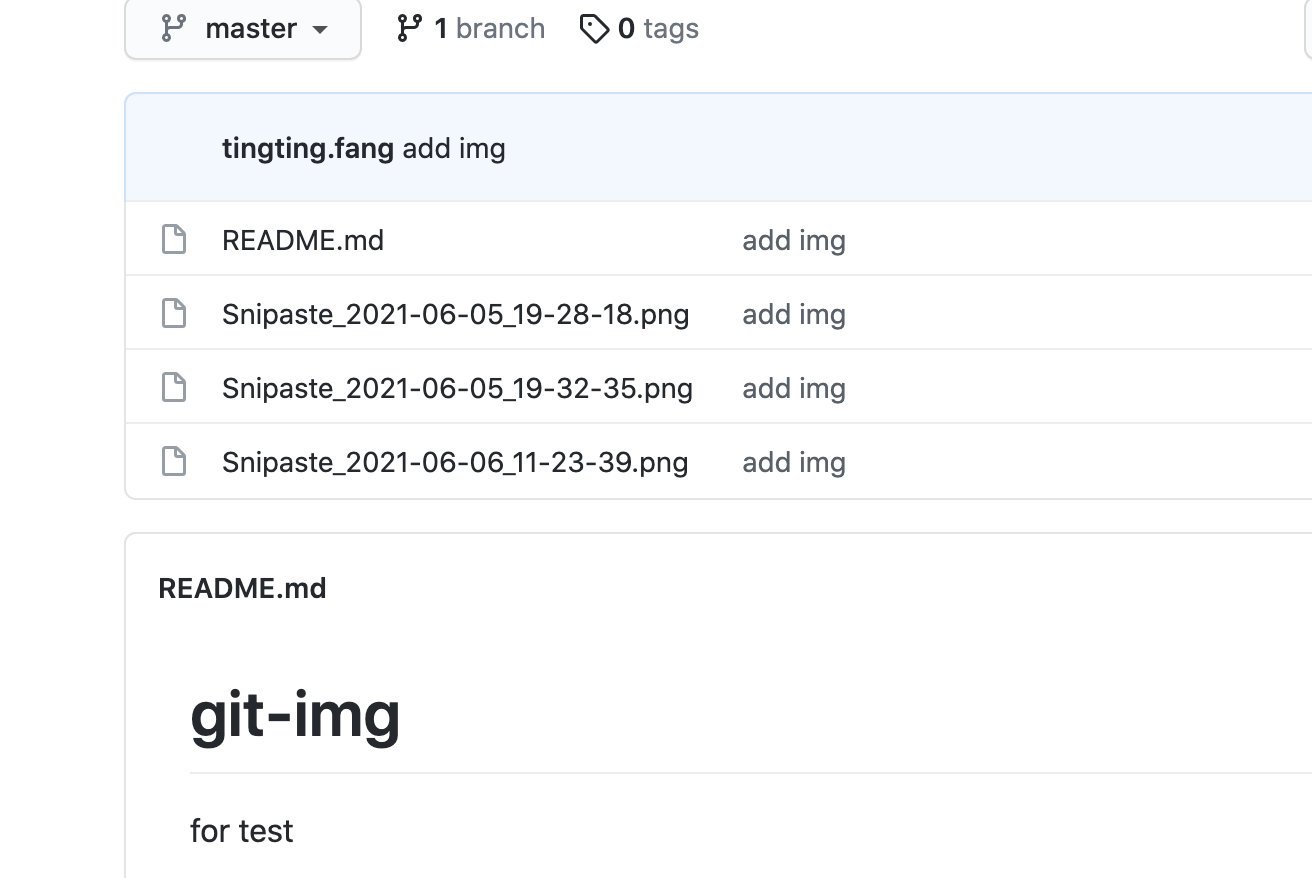 master 1 branch 0 tags
tingting.fang add img
README.md add img
Snipaste_2021-06-05_19-28-18.png add img
Snipaste_2021-06-05_19-32-35.png add img
Snipaste_2021-06-06_11-23-39.png add img
README.md
git-img
for test